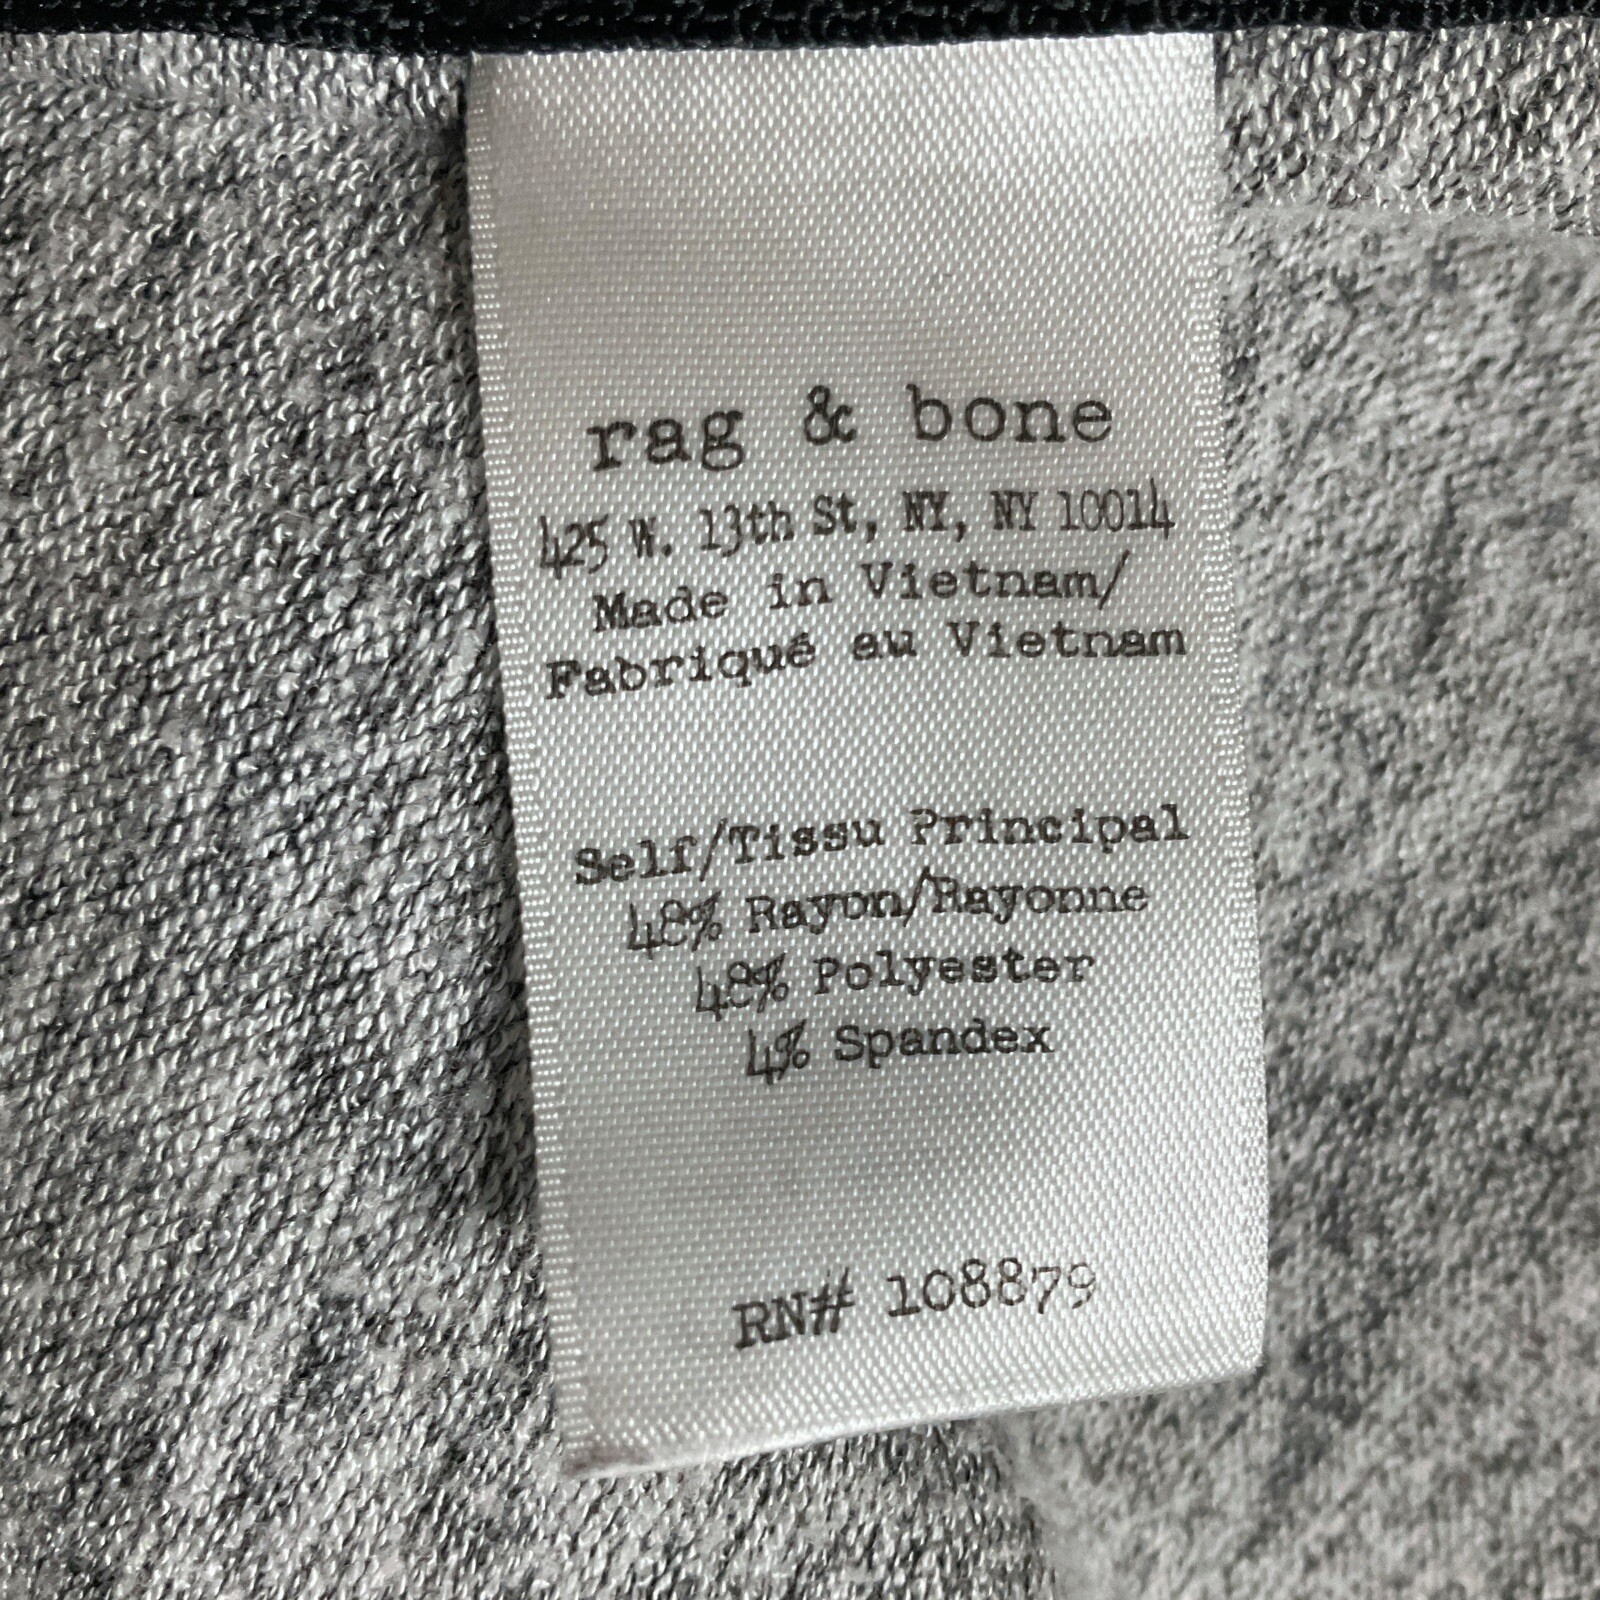 rag & bone
425 W. 13th St, NY, NY 10014
Made in Vietnam/
Fabriqué au Vietnam
Self/Tissu Principal
48% Rayon/Rayonne
48% Polyester
4% Spandex
RN# 108879